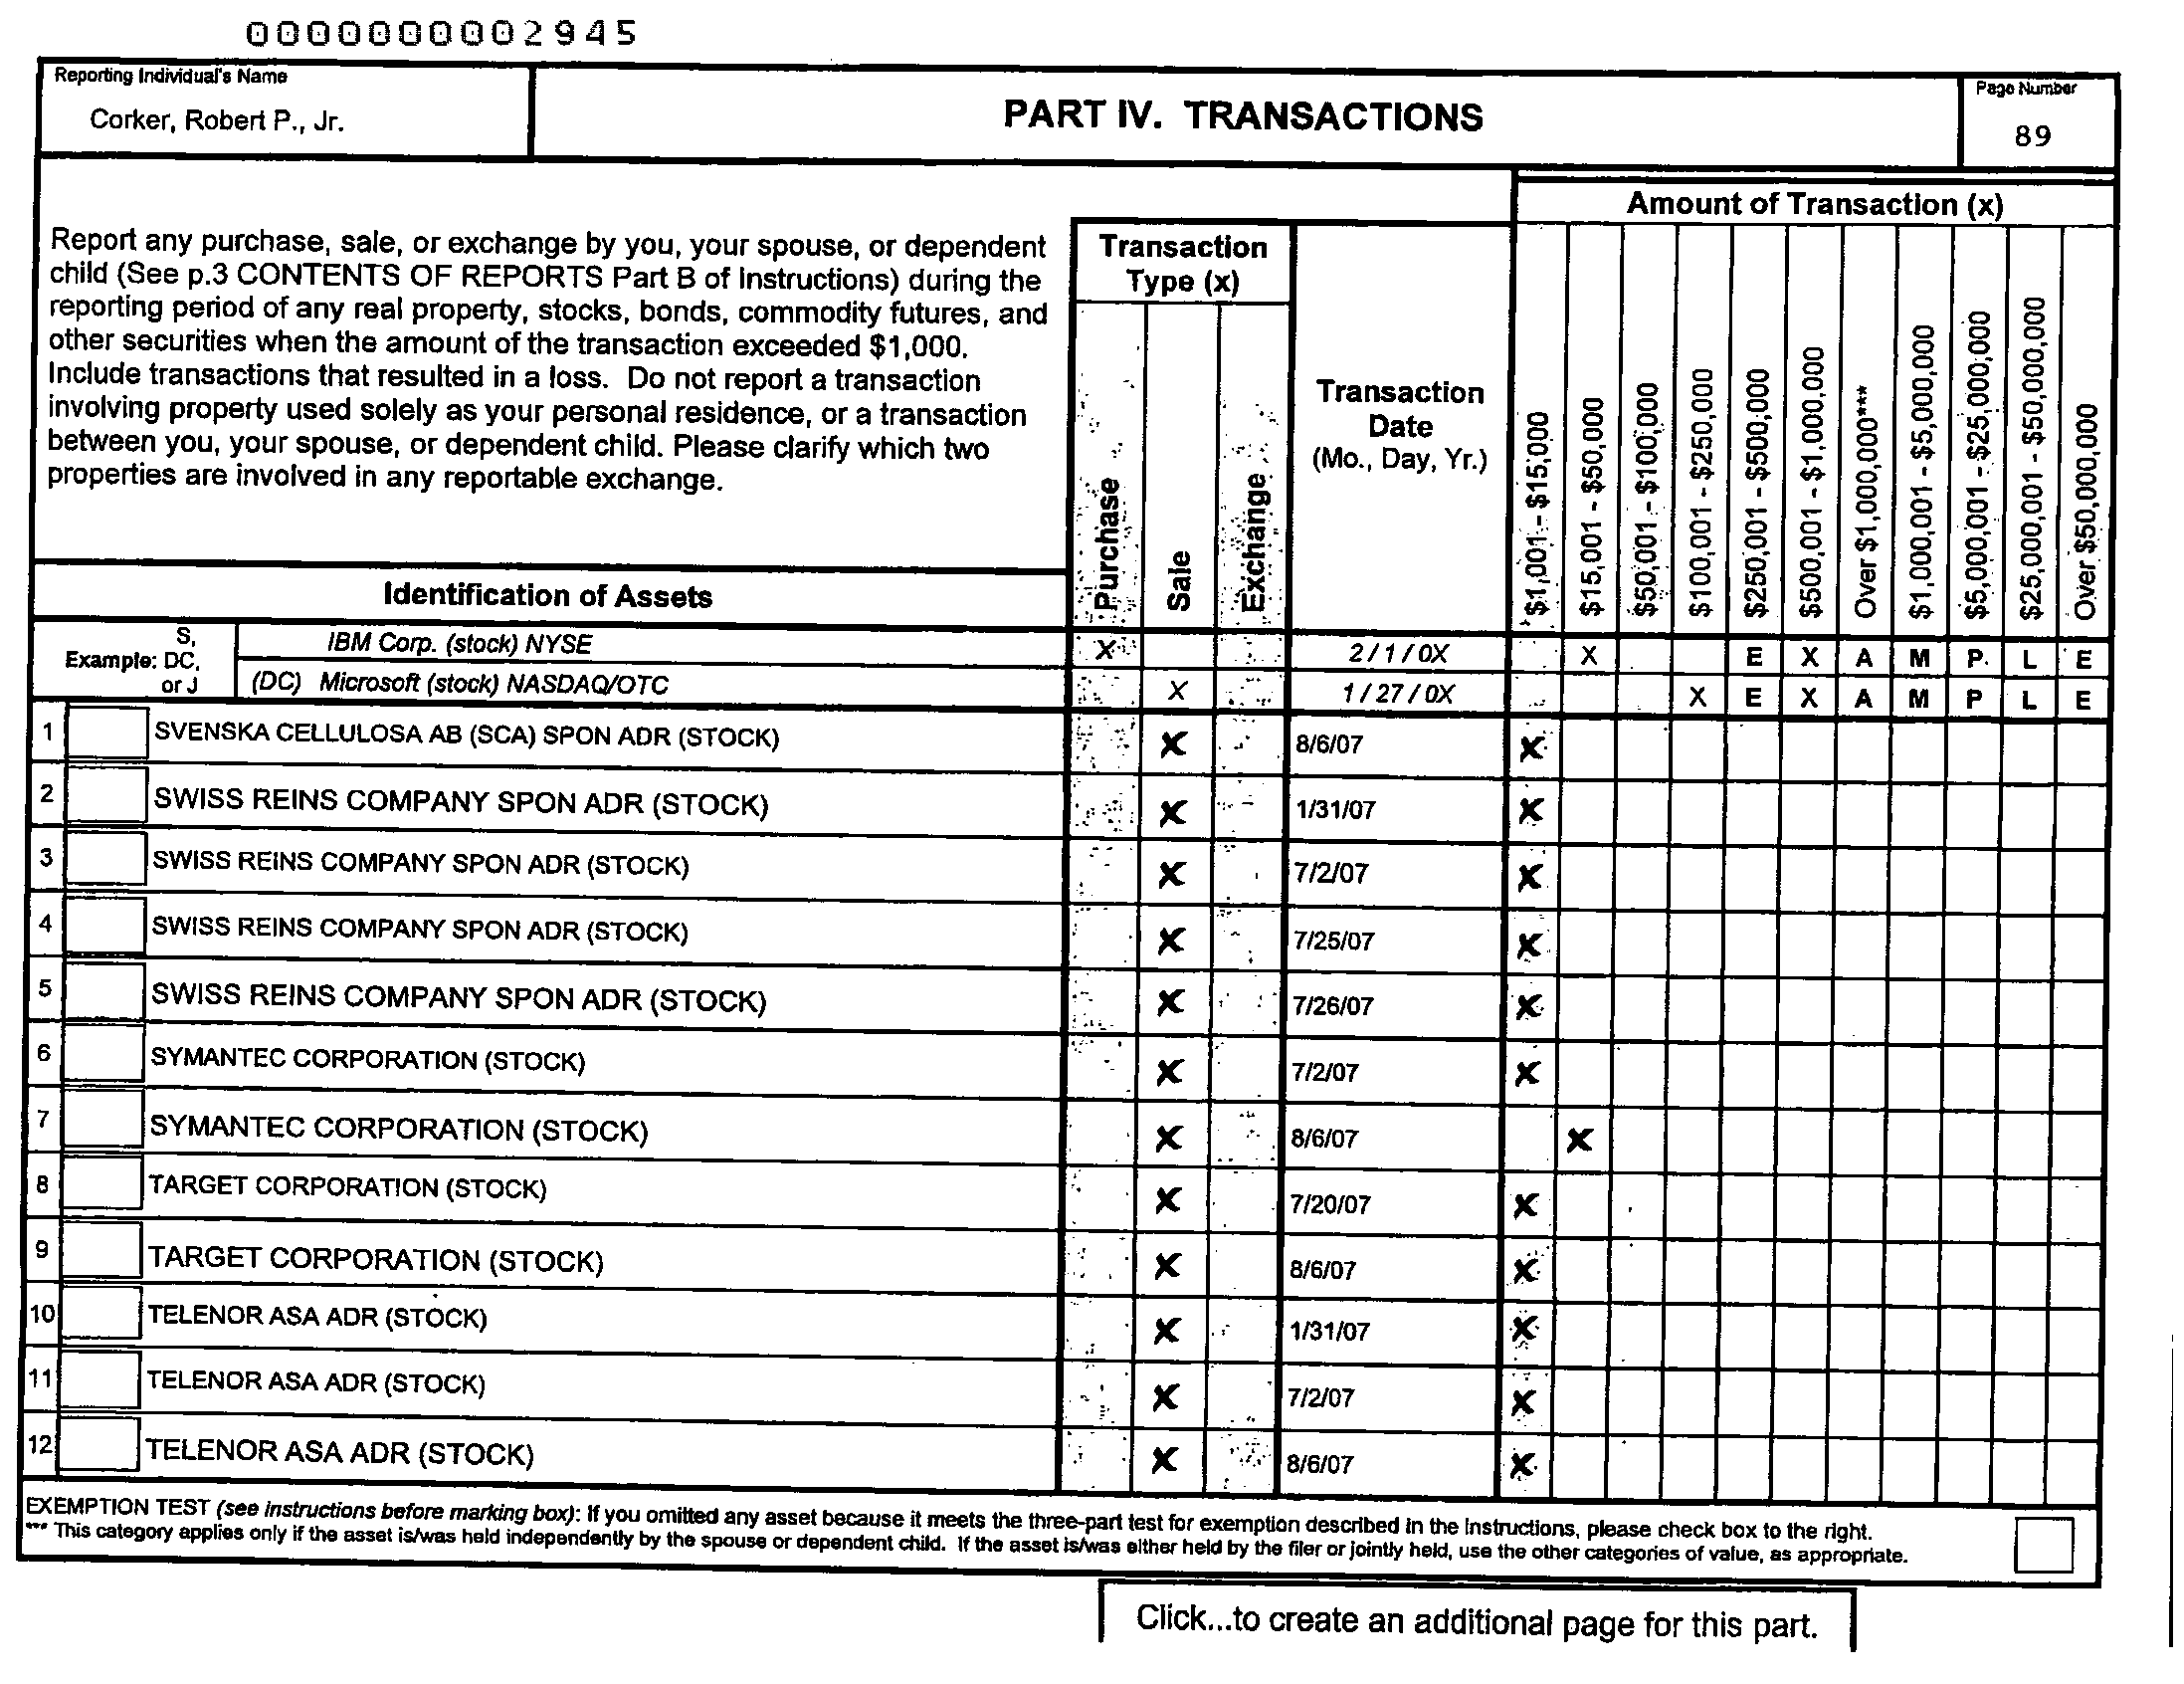 0000000002945
Reporting Individual's Name
Corker, Robert P., Jr.
PART IV. TRANSACTIONS
Page Number
89
Report any purchase, sale, or exchange by you, your spouse, or dependent
child (See p.3 CONTENTS OF REPORTS Part B of Instructions) during the
reporting period of any real property, stocks, bonds, commodity futures, and
other securities when the amount of the transaction exceeded $1,000.
Include transactions that resulted in a loss. Do not report a transaction
involving property used solely as your personal residence, or a transaction
between you, your spouse, or dependent child. Please clarify which two
properties are involved in any reportable exchange.
Transaction
Type (x)
Purchase
Sale
Exchange
Transaction
Date
(Mo., Day, Yr.)
Amount of Transaction (x)
$1,001 - $15,000
$15,001 - $50,000
$50,001 - $100,000
$100,001 - $250,000
$250,001 - $500,000
$500,001 - $1,000,000
Over $1,000,000***
$1,000,001 - $5,000,000
$5,000,001 - $25,000,000
$25,000,001 - $50,000,000
Over $50,000,000
Identification of Assets
Example: S, DC, or J
IBM Corp. (stock) NYSE X 2 / 1 / 0X X E X A M P L E
(DC) Microsoft (stock) NASDAQ/OTC X 1 / 27 / 0X X E X A M P L E
1 SVENSKA CELLULOSA AB (SCA) SPON ADR (STOCK) X 8/6/07 X
2 SWISS REINS COMPANY SPON ADR (STOCK) X 1/31/07 X
3 SWISS REINS COMPANY SPON ADR (STOCK) X 7/2/07 X
4 SWISS REINS COMPANY SPON ADR (STOCK) X 7/25/07 X
5 SWISS REINS COMPANY SPON ADR (STOCK) X 7/26/07 X
6 SYMANTEC CORPORATION (STOCK) X 7/2/07 X
7 SYMANTEC CORPORATION (STOCK) X 8/6/07 X
8 TARGET CORPORATION (STOCK) X 7/20/07 X
9 TARGET CORPORATION (STOCK) X 8/6/07 X
10 TELENOR ASA ADR (STOCK) X 1/31/07 X
11 TELENOR ASA ADR (STOCK) X 7/2/07 X
12 TELENOR ASA ADR (STOCK) X 8/6/07 X
EXEMPTION TEST (see instructions before marking box): If you omitted any asset because it meets the three-part test for exemption described in the instructions, please check box to the right.
*** This category applies only if the asset is/was held independently by the spouse or dependent child. If the asset is/was either held by the filer or jointly held, use the other categories of value, as appropriate.
Click...to create an additional page for this part.